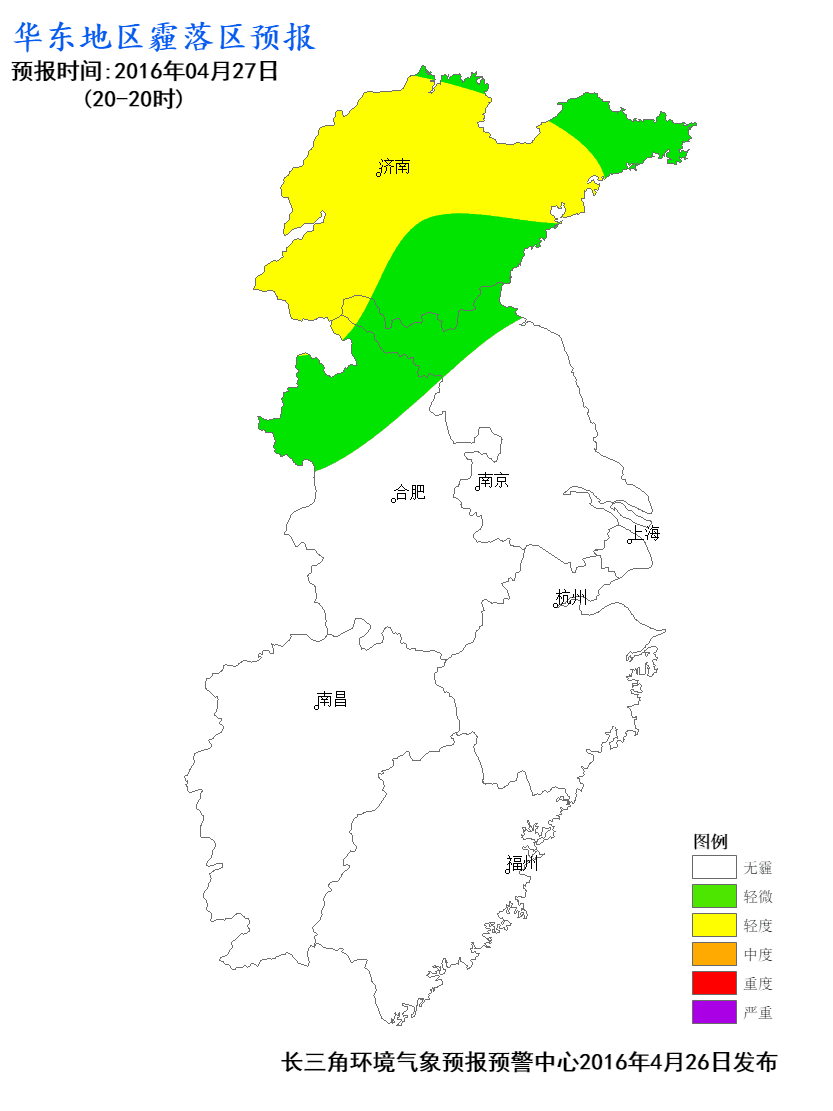 华东地区霾落区预报
预报时间:2016年04月27日
(20-20时)
济南
合肥
南京
上海
杭州
南昌
福州
图例
无霾
轻微
轻度
中度
重度
严重
长三角环境气象预报预警中心2016年4月26日发布